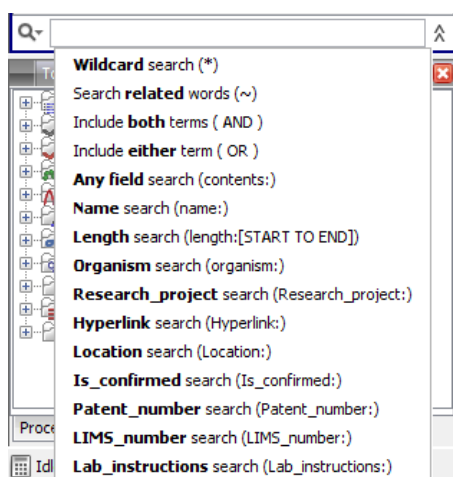 To
Wildcard search (*)
Search related words (~)
Include both terms ( AND )
Include either term ( OR )
Any field search (contents:)
Name search (name:)
Length search (length:[START TO END])
Organism search (organism:)
Research_project search (Research_project:)
Hyperlink search (Hyperlink:)
Location search (Location:)
Is_confirmed search (Is_confirmed:)
Patent_number search (Patent_number:)
Proce
LIMS_number search (LIMS_number:)
Idl
Lab_instructions search (Lab_instructions:)